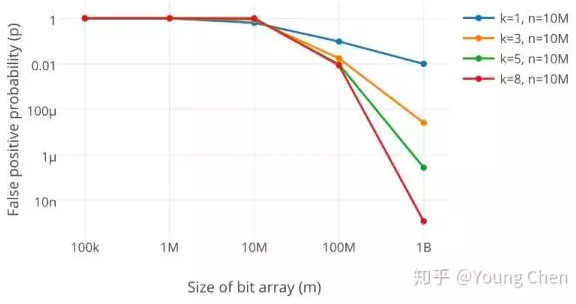 False positive probability (p)
1
0.01
100μ
1μ
10n
100k
1M
10M
100M
1B
Size of bit array (m)
k=1, n=10M
k=3, n=10M
k=5, n=10M
k=8, n=10M
知乎 @Young Chen